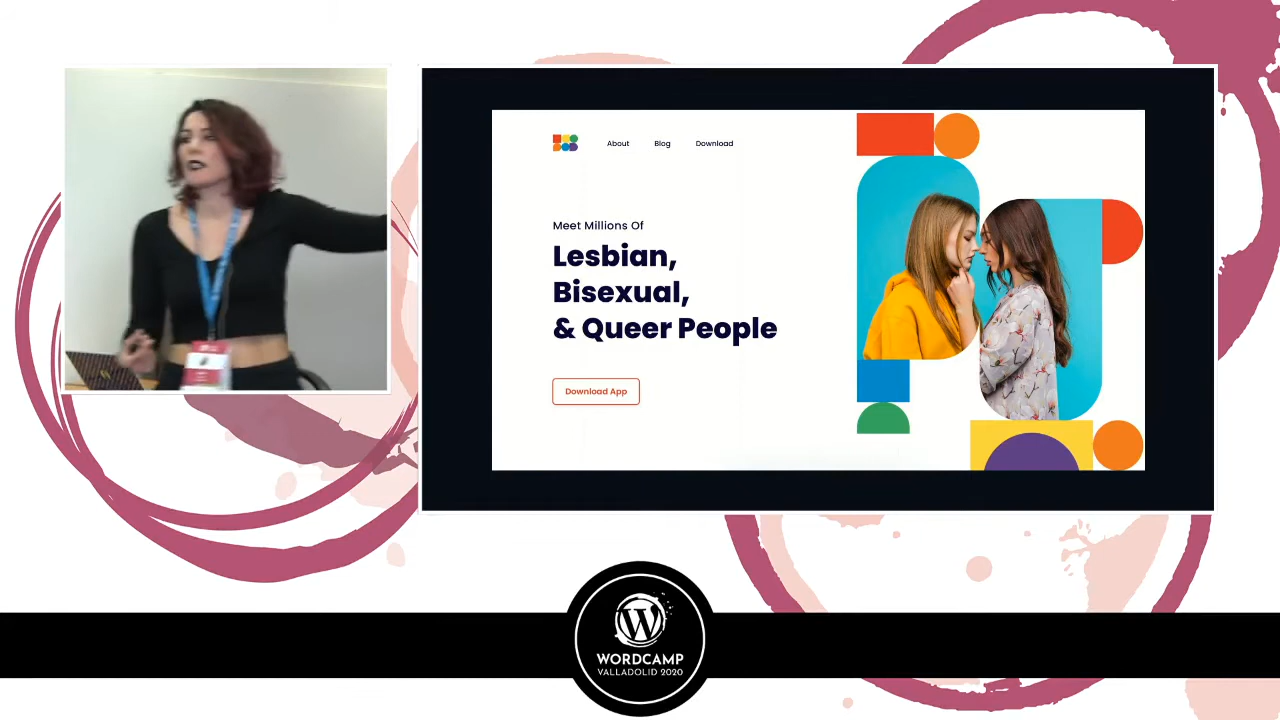 About Blog Download
Meet Millions Of
Lesbian,
Bisexual,
& Queer People
Download App
W
WORDCAMP
VALLADOLID 2020